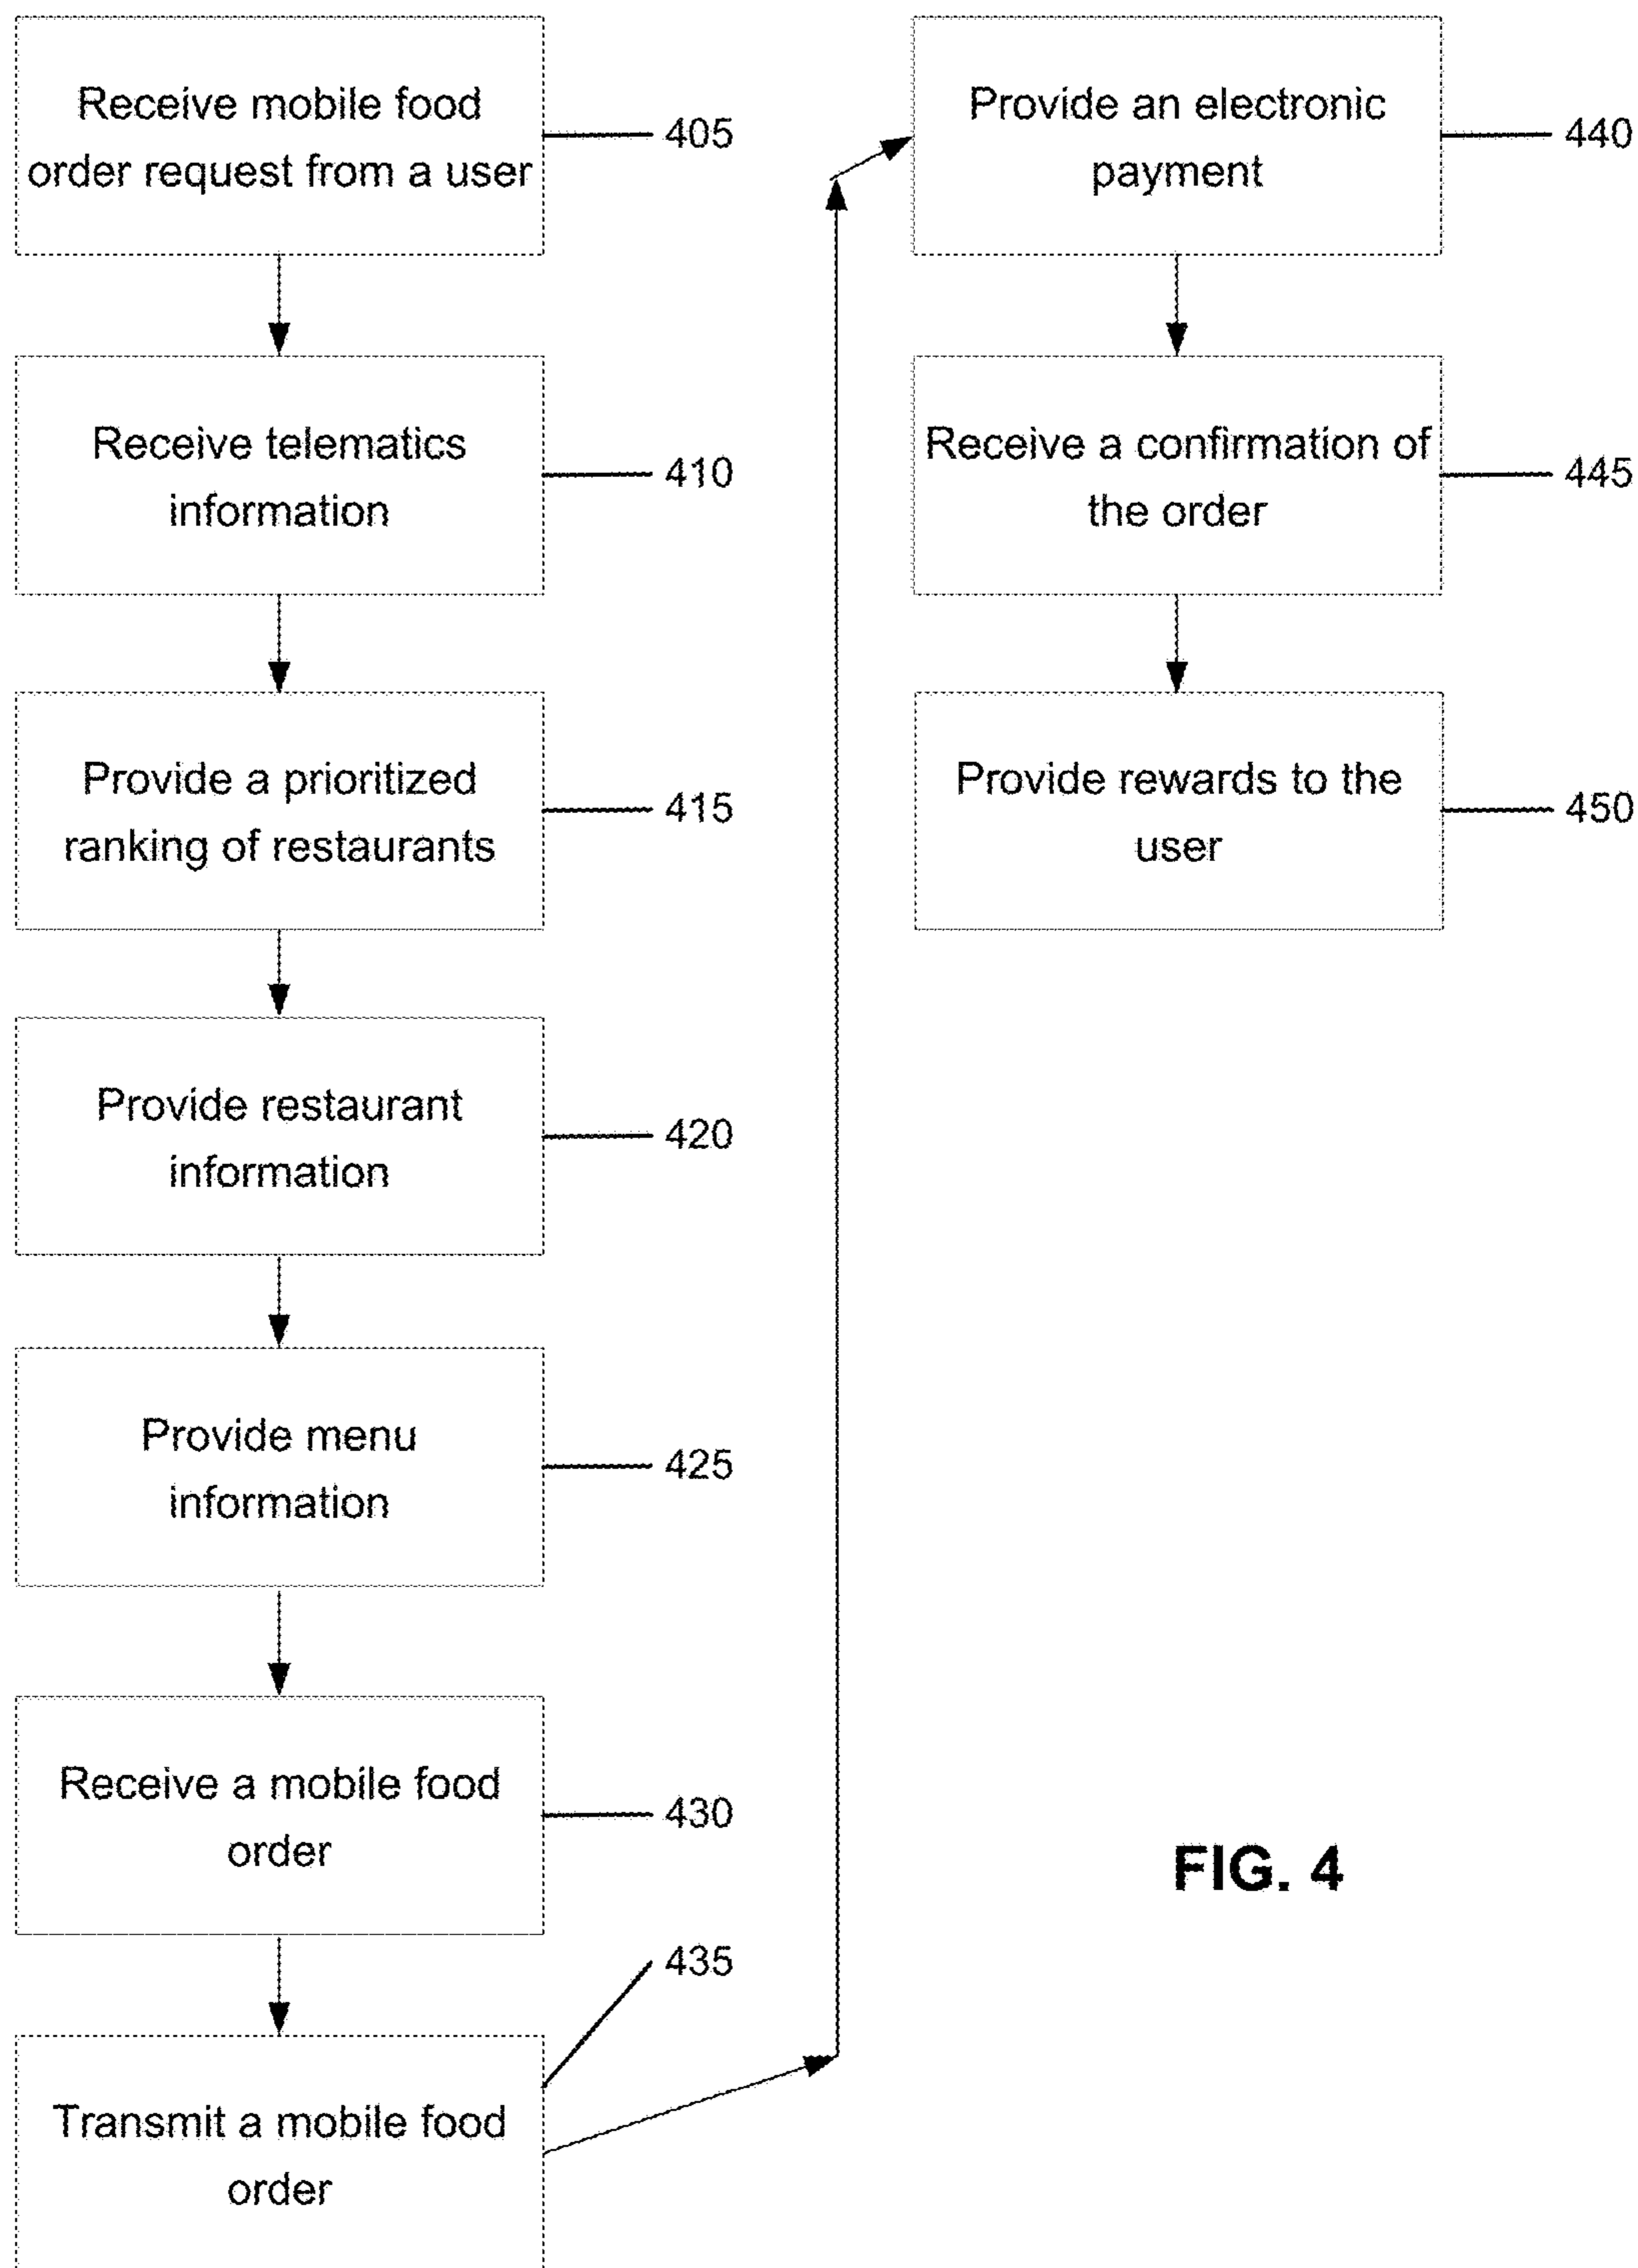 Receive mobile food
order request from a user
405
Receive telematics
information
410
Provide a prioritized
ranking of restaurants
415
Provide restaurant
information
420
Provide menu
information
425
Receive a mobile food
order
430
435
Transmit a mobile food
order
Provide an electronic
payment
440
Receive a confirmation of
the order
445
Provide rewards to the
user
450
FIG. 4